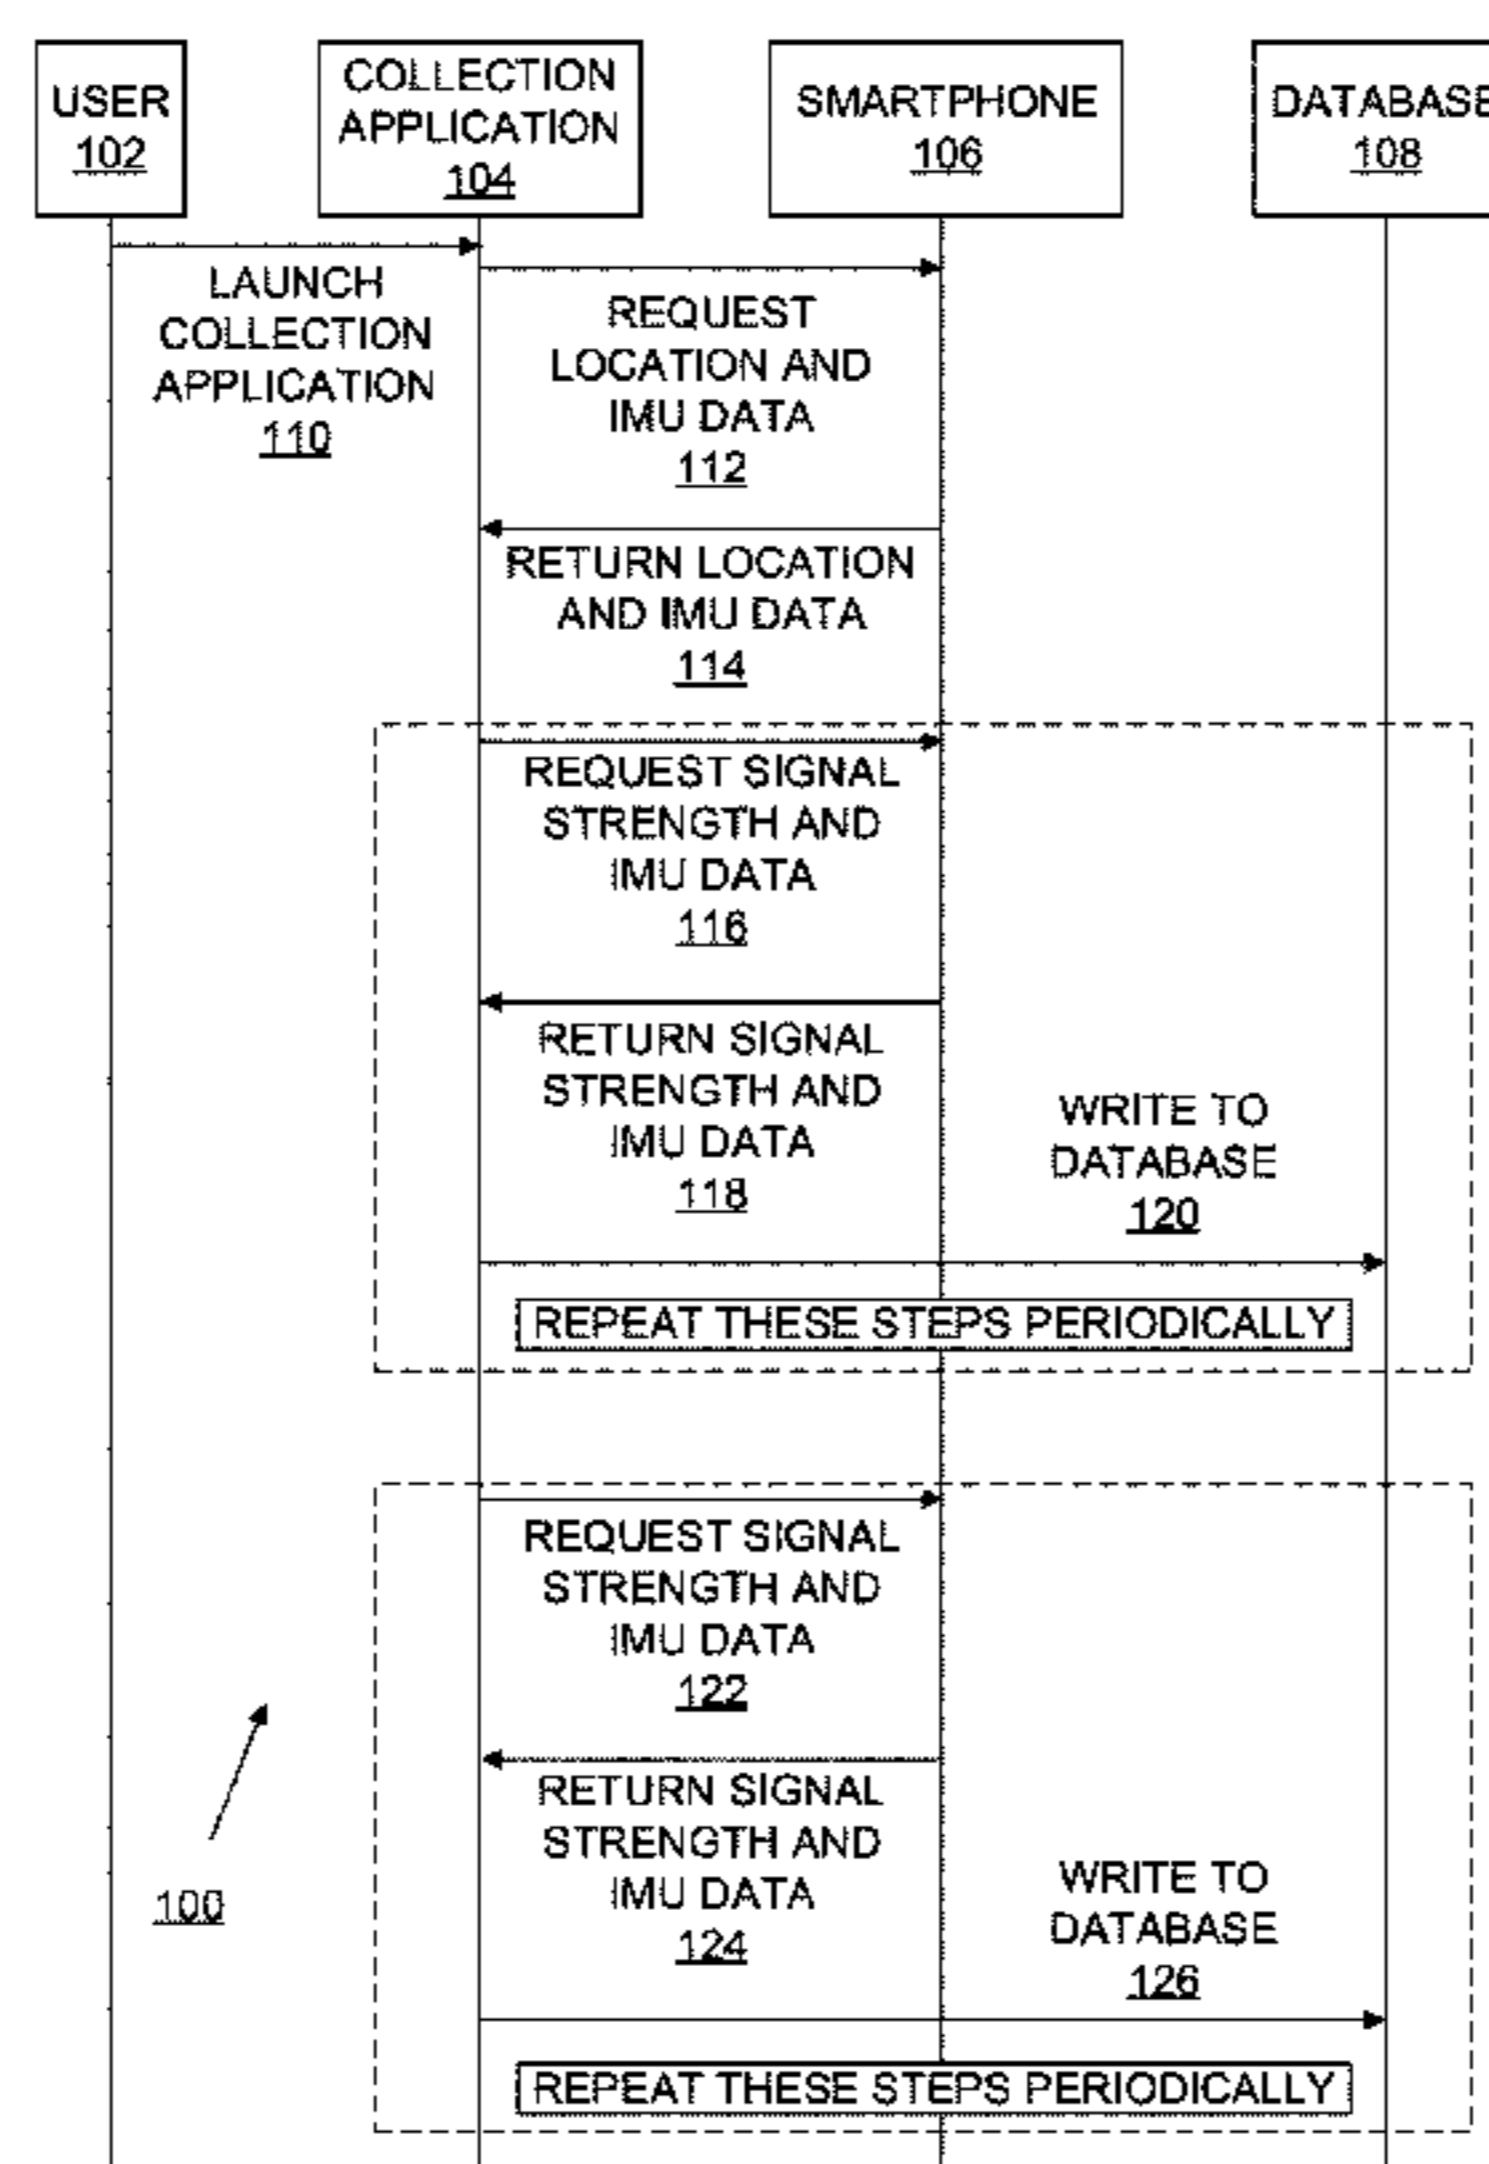 USER
102
COLLECTION
APPLICATION
104
SMARTPHONE
106
DATABASE
108
LAUNCH
COLLECTION
APPLICATION
110
REQUEST
LOCATION AND
IMU DATA
112
RETURN LOCATION
AND IMU DATA
114
REQUEST SIGNAL
STRENGTH AND
IMU DATA
116
RETURN SIGNAL
STRENGTH AND
IMU DATA
118
WRITE TO
DATABASE
120
REPEAT THESE STEPS PERIODICALLY
REQUEST SIGNAL
STRENGTH AND
IMU DATA
122
RETURN SIGNAL
STRENGTH AND
IMU DATA
124
WRITE TO
DATABASE
126
REPEAT THESE STEPS PERIODICALLY
100